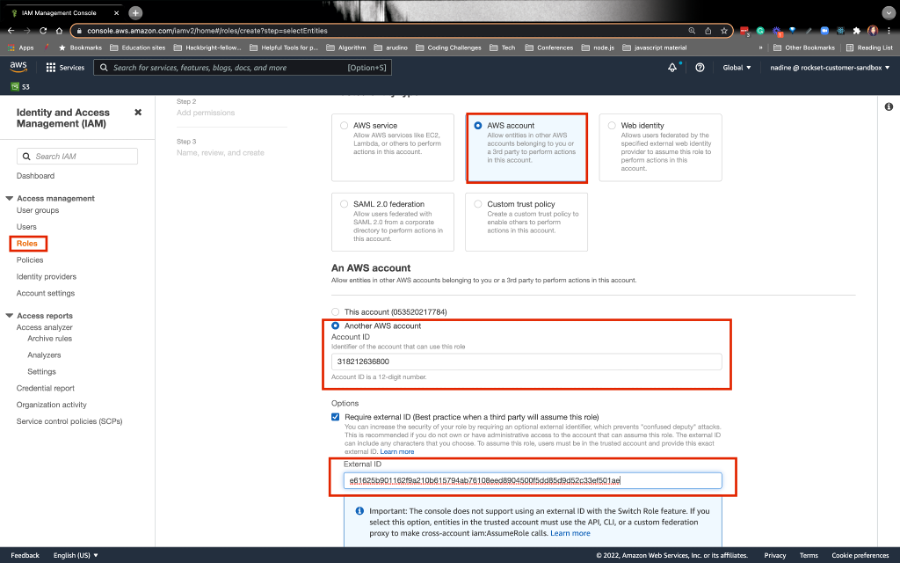 IAM Management Console
console.aws.amazon.com/iamv2/home#/roles/create?step=selectEntities
Apps
Bookmarks
Education sites
Hackbright-fellow...
Helpful Tools for p...
Algorithm
arudino
Coding Challenges
Tech
Conferences
node.js
javascript material
»
Other Bookmarks
Reading List
aws
Services
Search for services, features, blogs, docs, and more
[Option+S]
Global
nadine @ rockset-customer-sandbox
S3
Identity and Access
Management (IAM)
Search IAM
Dashboard
Access management
User groups
Users
Roles
Policies
Identity providers
Account settings
Access reports
Access analyzer
Archive rules
Analyzers
Settings
Credential report
Organization activity
Service control policies (SCPs)
Step 2
Add permissions
Step 3
Name, review, and create
AWS service
Allow AWS services like EC2,
Lambda, or others to perform
actions in this account.
AWS account
Allow entities in other AWS
accounts belonging to you or
a 3rd party to perform actions
in this account.
Web identity
Allows users federated by the
specified external web identity
provider to assume this role to
perform actions in this account.
SAML 2.0 federation
Allow users federated with
SAML 2.0 from a corporate
directory to perform actions in
this account.
Custom trust policy
Create a custom trust policy to
enable others to perform
actions in this account.
An AWS account
Allow entities in other AWS accounts belonging to you or a 3rd party to perform actions in this account.
This account (053520217784)
Another AWS account
Account ID
Identifier of the account that can use this role
318212636800
Account ID is a 12-digit number.
Options
Require external ID (Best practice when a third party will assume this role)
You can increase the security of your role by requiring an optional external identifier, which prevents "confused deputy" attacks.
This is recommended if you do not own or have administrative access to the account that can assume this role. The external ID
can include any characters that you choose. To assume this role, users must be in the trusted account and provide this exact
external ID. Learn more
External ID
e61625b901162f9a210b615794ab76108eed8904500f5dd85d9d52c33ef501ae
Important: The console does not support using an external ID with the Switch Role feature. If you
select this option, entities in the trusted account must use the API, CLI, or a custom federation
proxy to make cross-account iam:AssumeRole calls. Learn more
Feedback
English (US)
© 2022, Amazon Web Services, Inc. or its affiliates.
Privacy
Terms
Cookie preferences